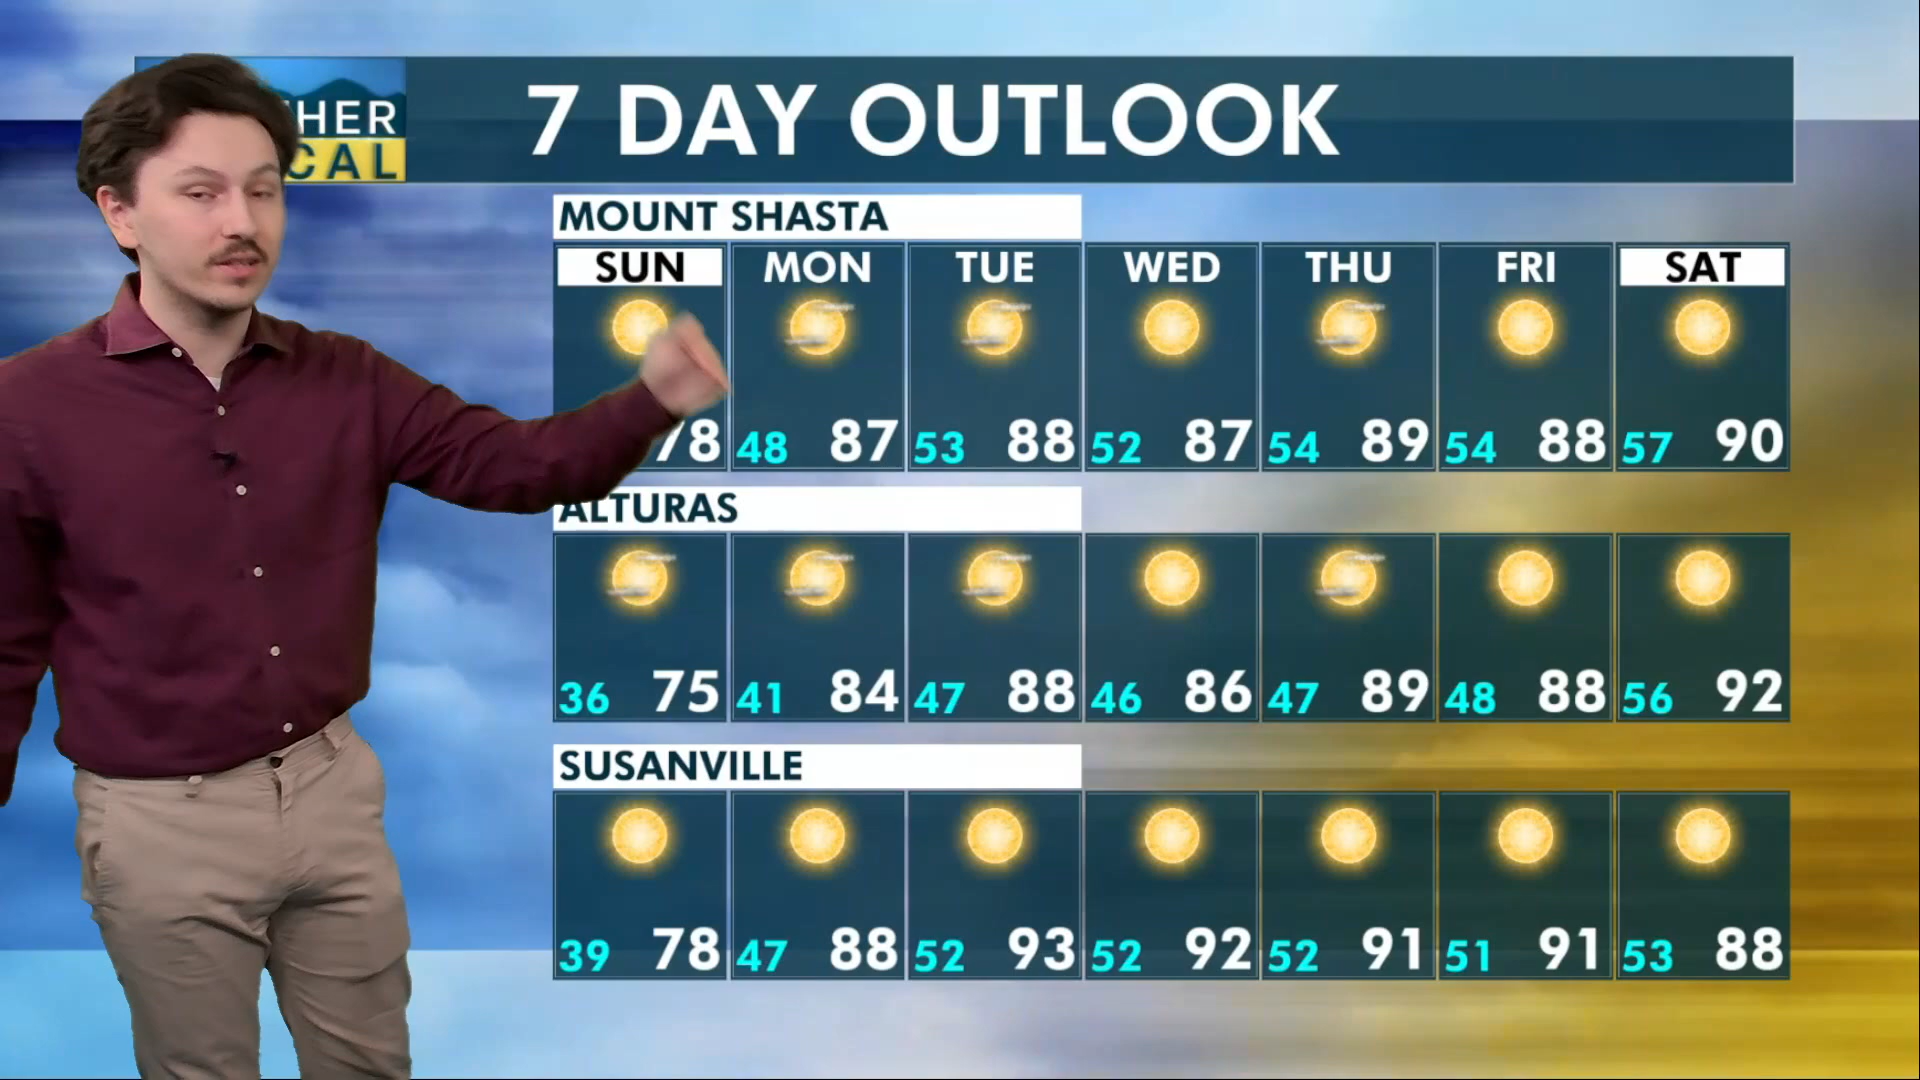 HER
CAL
7 DAY OUTLOOK
MOUNT SHASTA
SUN MON TUE WED THU FRI SAT
78 48 87 53 88 52 87 54 89 54 88 57 90
ALTURAS
36 75 41 84 47 88 46 86 47 89 48 88 56 92
SUSANVILLE
39 78 47 88 52 93 52 92 52 91 51 91 53 88